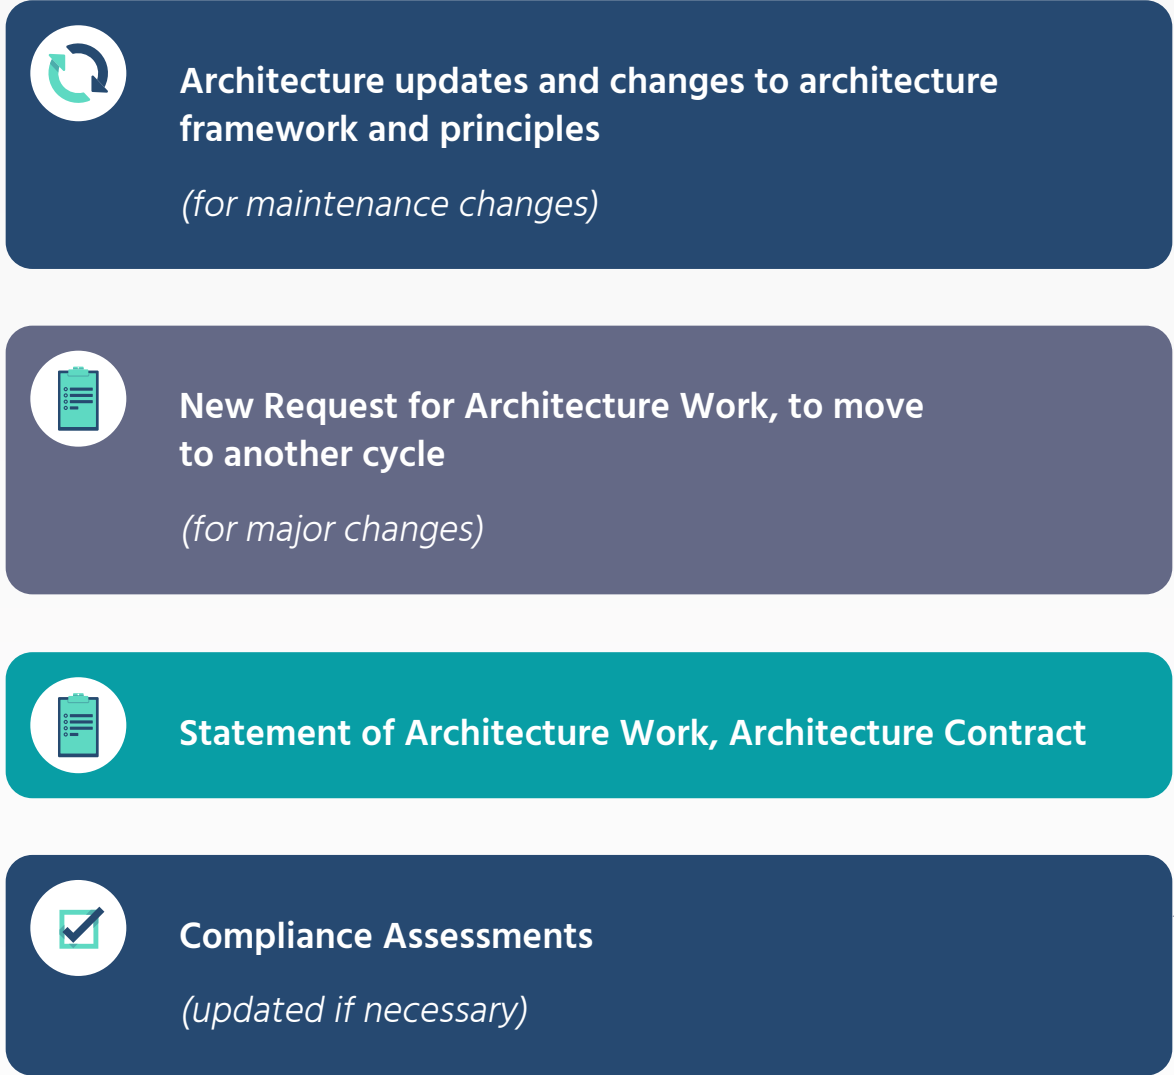 Architecture updates and changes to architecture
framework and principles
(for maintenance changes)
New Request for Architecture Work, to move
to another cycle
(for major changes)
Statement of Architecture Work, Architecture Contract
Compliance Assessments
(updated if necessary)